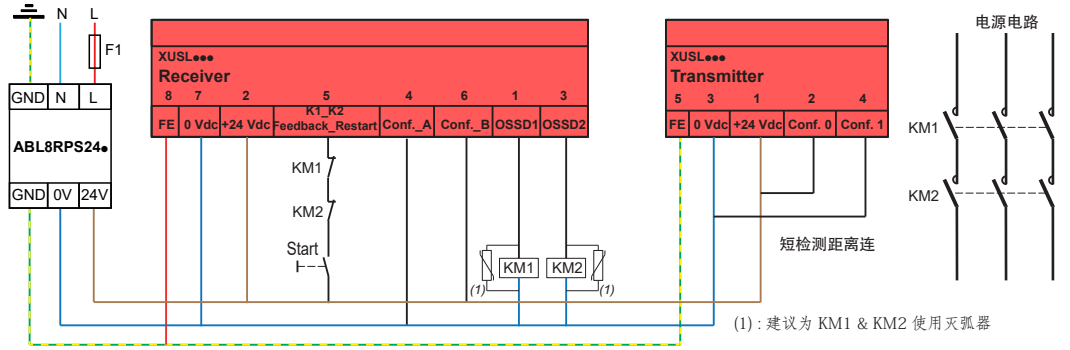 N L
F1
GND N L
ABL8RPS24●
GND 0V 24V
XUSL●●●
Receiver
8 7 2 5 4 6 1 3
FE 0 Vdc +24 Vdc K1_K2 Feedback_Restart Conf._A Conf._B OSSD1 OSSD2
KM1
KM2
Start
KM1 KM2
(1) (1)
XUSL●●●
Transmitter
5 3 1 2 4
FE 0 Vdc +24 Vdc Conf. 0 Conf. 1
短检测距离连
电源电路
KM1
KM2
(1) : 建议为 KM1 & KM2 使用灭弧器